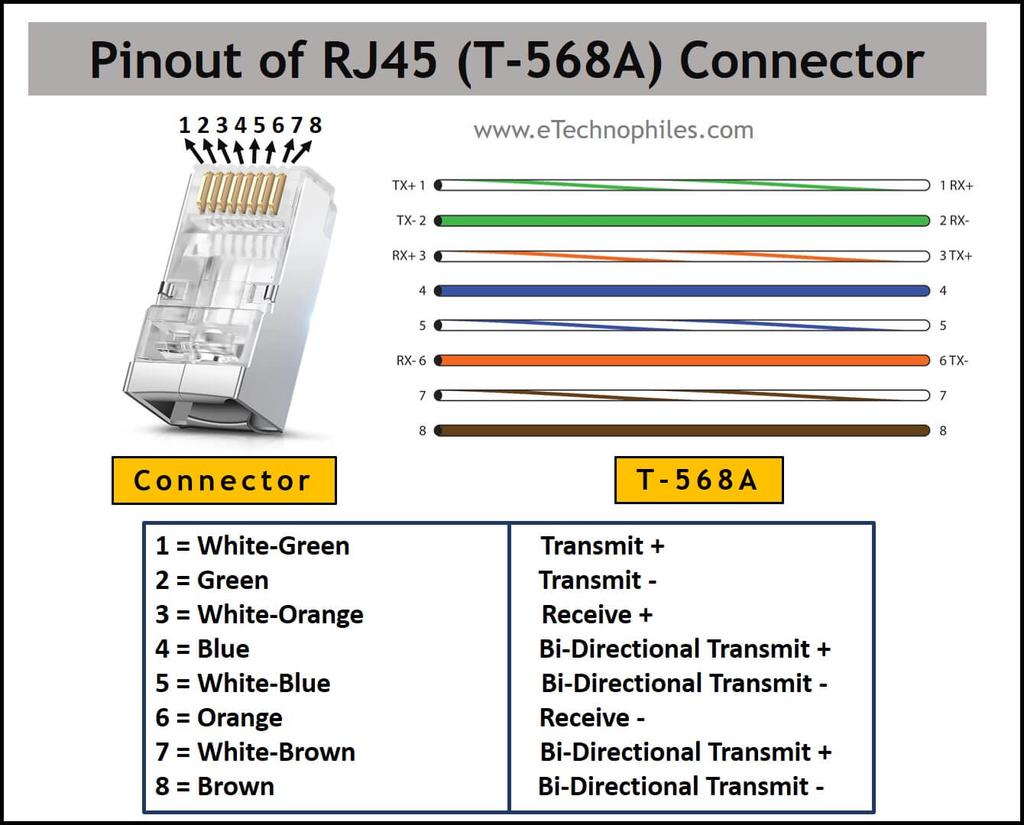 Pinout of RJ45 (T-568A) Connector
1 2 3 4 5 6 7 8
www.eTechnophiles.com
TX+ 1 1 RX+
TX- 2 2 RX-
RX+ 3 3 TX+
4 4
5 5
RX- 6 6 TX-
7 7
8 8
Connector
T-568A
1 = White-Green Transmit +
2 = Green Transmit -
3 = White-Orange Receive +
4 = Blue Bi-Directional Transmit +
5 = White-Blue Bi-Directional Transmit -
6 = Orange Receive -
7 = White-Brown Bi-Directional Transmit +
8 = Brown Bi-Directional Transmit -